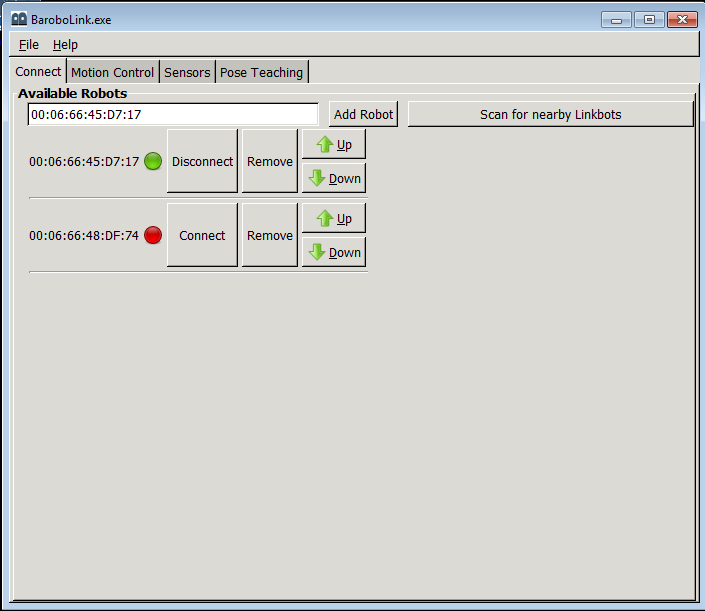 BaroboLink.exe
File Help
Connect Motion Control Sensors Pose Teaching
Available Robots
00:06:66:45:D7:17 Add Robot Scan for nearby Linkbots
Up
00:06:66:45:D7:17 Disconnect Remove
Down
Up
00:06:66:48:DF:74 Connect Remove
Down